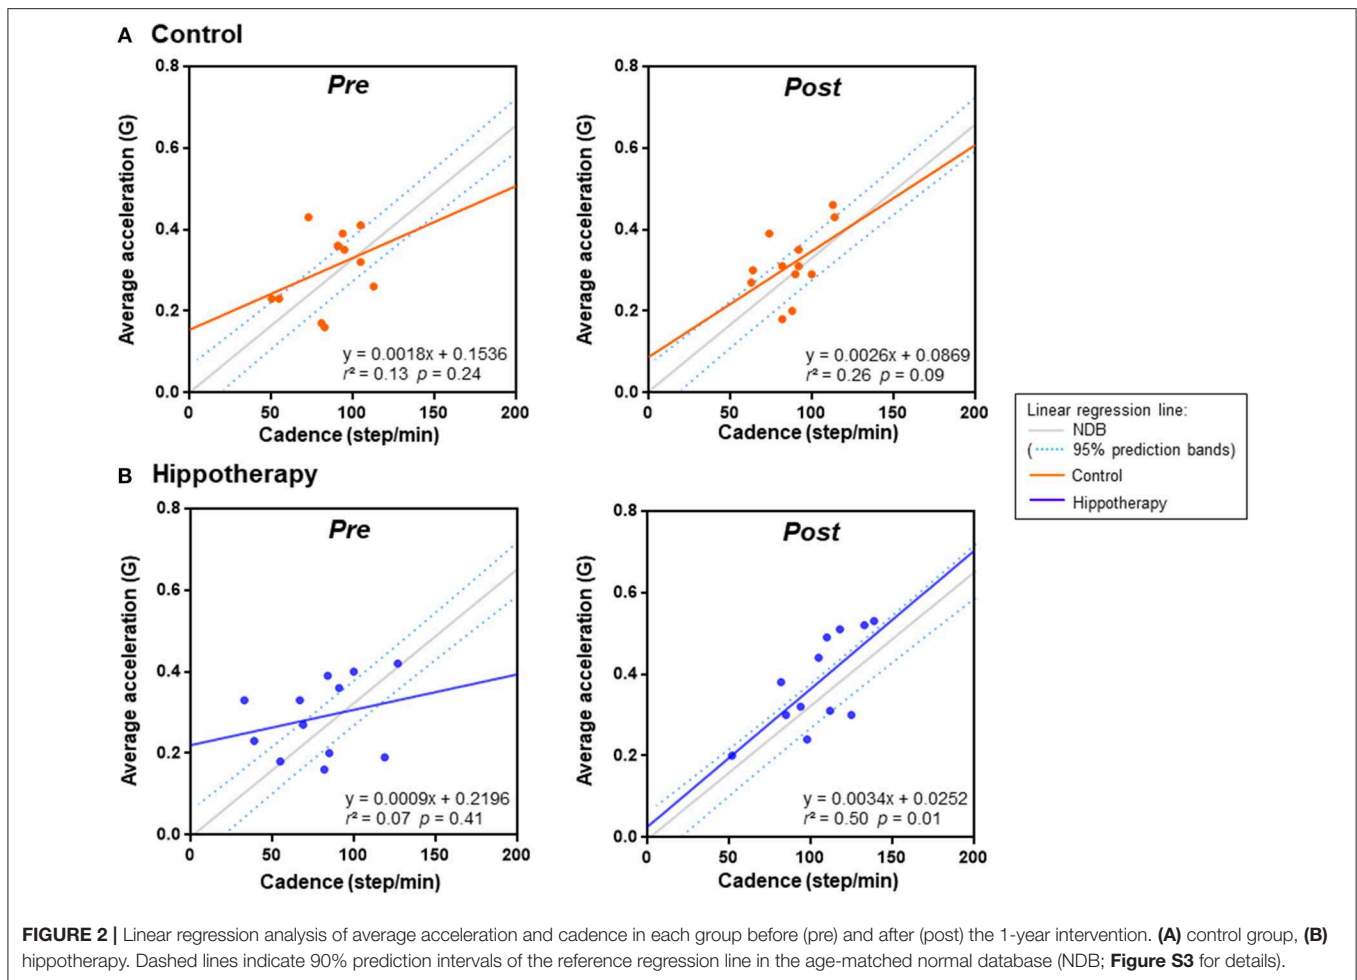 A Control
Pre
0.8
0.6
0.4
0.2
0.0
Average acceleration (G)
0 50 100 150 200
Cadence (step/min)
y = 0.0018x + 0.1536
r² = 0.13 p = 0.24
Post
0.8
0.6
0.4
0.2
0.0
Average acceleration (G)
0 50 100 150 200
Cadence (step/min)
y = 0.0026x + 0.0869
r² = 0.26 p = 0.09
Linear regression line:
NDB
( 95% prediction bands)
Control
Hippotherapy
B Hippotherapy
Pre
0.8
0.6
0.4
0.2
0.0
Average acceleration (G)
0 50 100 150 200
Cadence (step/min)
y = 0.0009x + 0.2196
r² = 0.07 p = 0.41
Post
0.8
0.6
0.4
0.2
0.0
Average acceleration (G)
0 50 100 150 200
Cadence (step/min)
y = 0.0034x + 0.0252
r² = 0.50 p = 0.01
FIGURE 2 | Linear regression analysis of average acceleration and cadence in each group before (pre) and after (post) the 1-year intervention. (A) control group, (B)
hippotherapy. Dashed lines indicate 90% prediction intervals of the reference regression line in the age-matched normal database (NDB; Figure S3 for details).